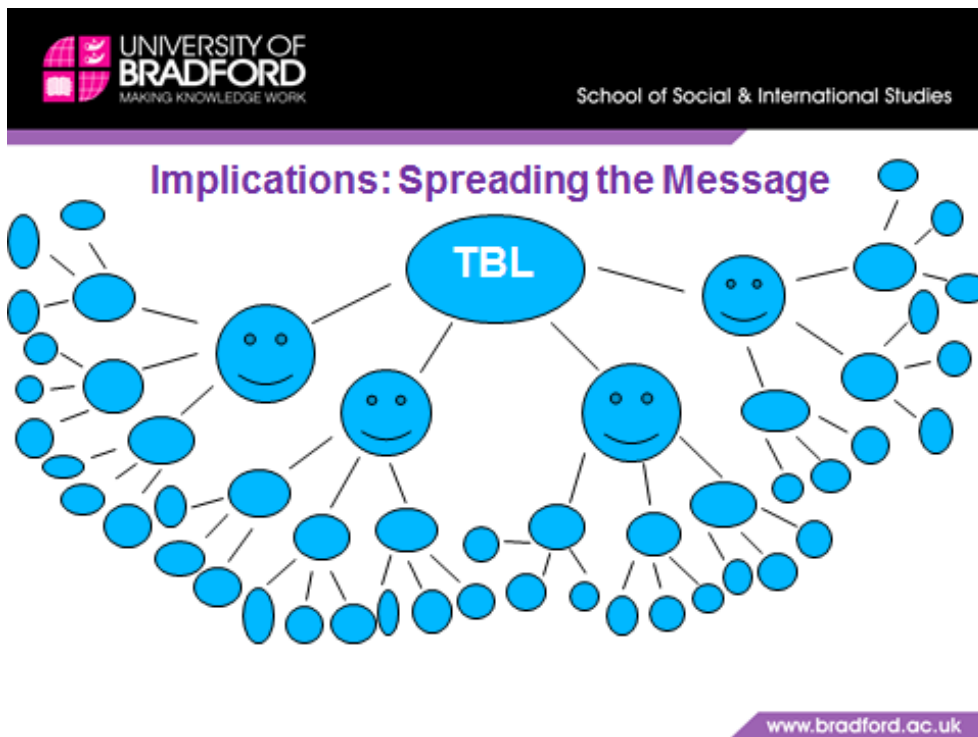 UNIVERSITY OF
BRADFORD
MAKING KNOWLEDGE WORK
School of Social & International Studies
Implications: Spreading the Message
TBL
www.bradford.ac.uk